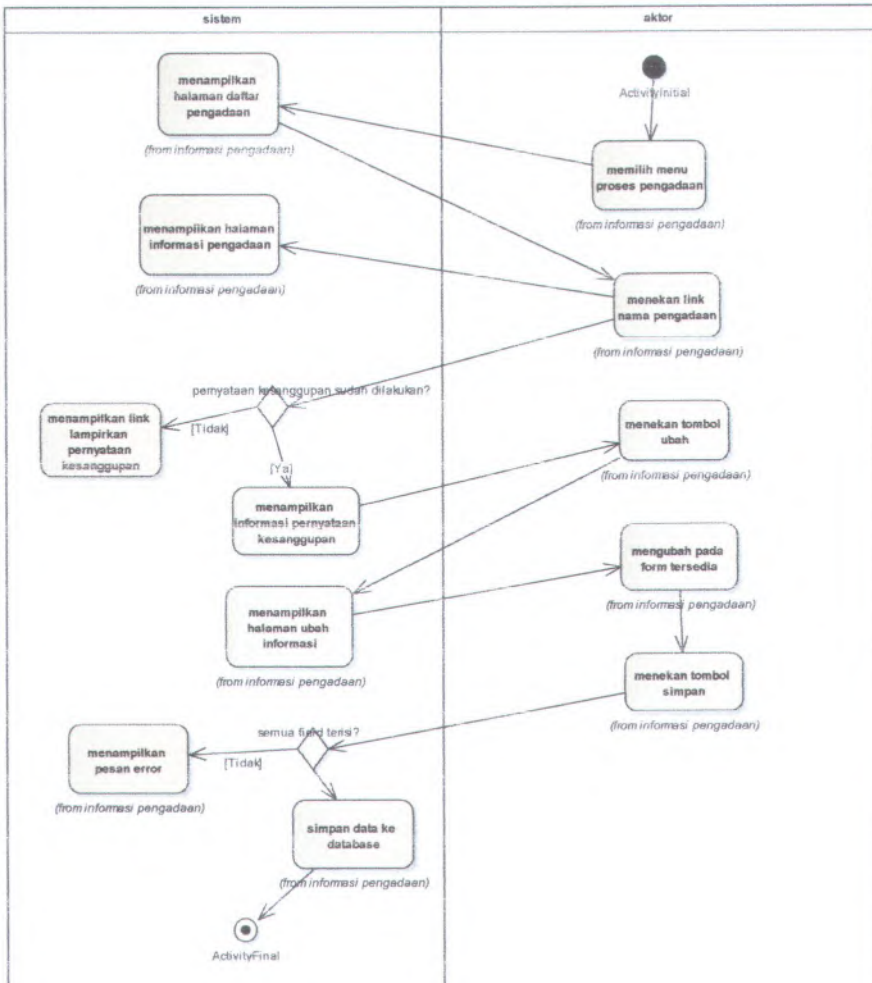 sistem
aktor
menampilkan
halaman daftar
pengadaan
(from informasi pengadaan)
ActivityInitial
memilih menu
proses pengadaan
(from informasi pengadaan)
menampilkan halaman
informasi pengadaan
(from informasi pengadaan)
menekan link
nama pengadaan
(from informasi pengadaan)
pernyataan kesanggupan sudah dilakukan?
[Tidak]
menampilkan link
lampirkan
pernyataan
kesanggupan
[Ya]
menampilkan
informasi pernyataan
kesanggupan
menekan tombol
ubah
(from informasi pengadaan)
mengubah pada
form tersedia
(from informasi pengadaan)
menampilkan
halaman ubah
informasi
(from informasi pengadaan)
menekan tombol
simpan
(from informasi pengadaan)
semua field terisi?
[Tidak]
menampilkan
pesan error
(from informasi pengadaan)
simpan data ke
database
(from informasi pengadaan)
ActivityFinal